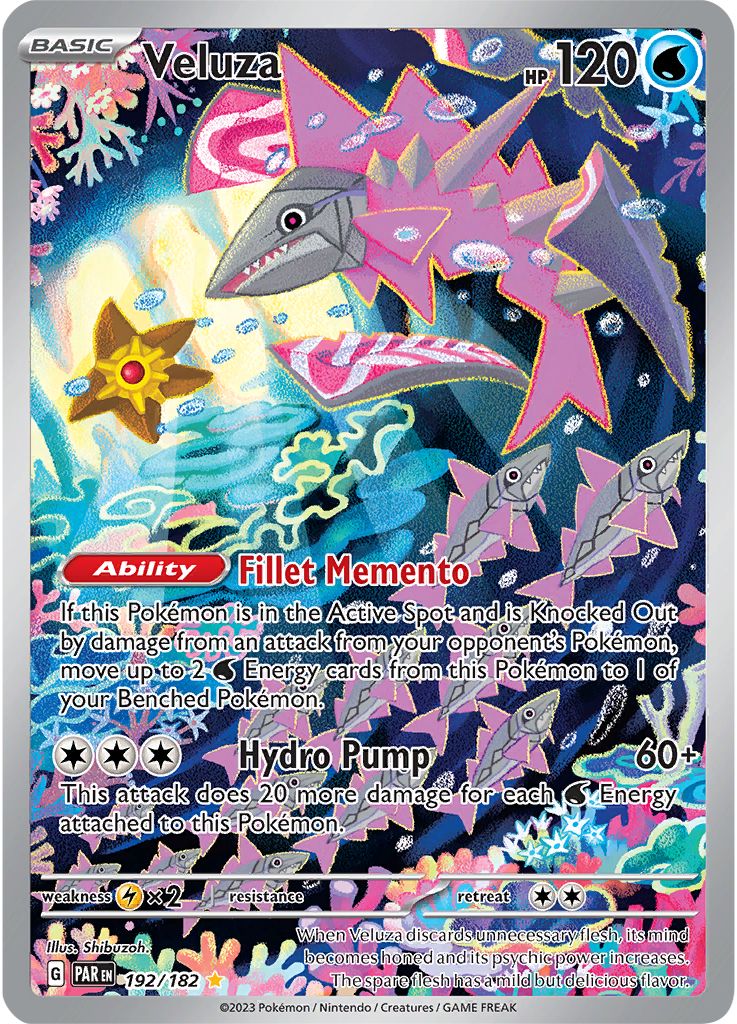 BASIC Veluza HP 120
Ability Fillet Memento
If this Pokémon is in the Active Spot and is Knocked Out
by damage from an attack from your opponent's Pokémon,
move up to 2 Energy cards from this Pokémon to 1 of
your Benched Pokémon.
Hydro Pump 60+
This attack does 20 more damage for each Energy
attached to this Pokémon.
weakness ×2 resistance retreat
Illus. Shibuzoh.
When Veluza discards unnecessary flesh, its mind
becomes honed and its psychic power increases.
The spare flesh has a mild but delicious flavor.
G PAR EN 192/182
©2023 Pokémon / Nintendo / Creatures / GAME FREAK